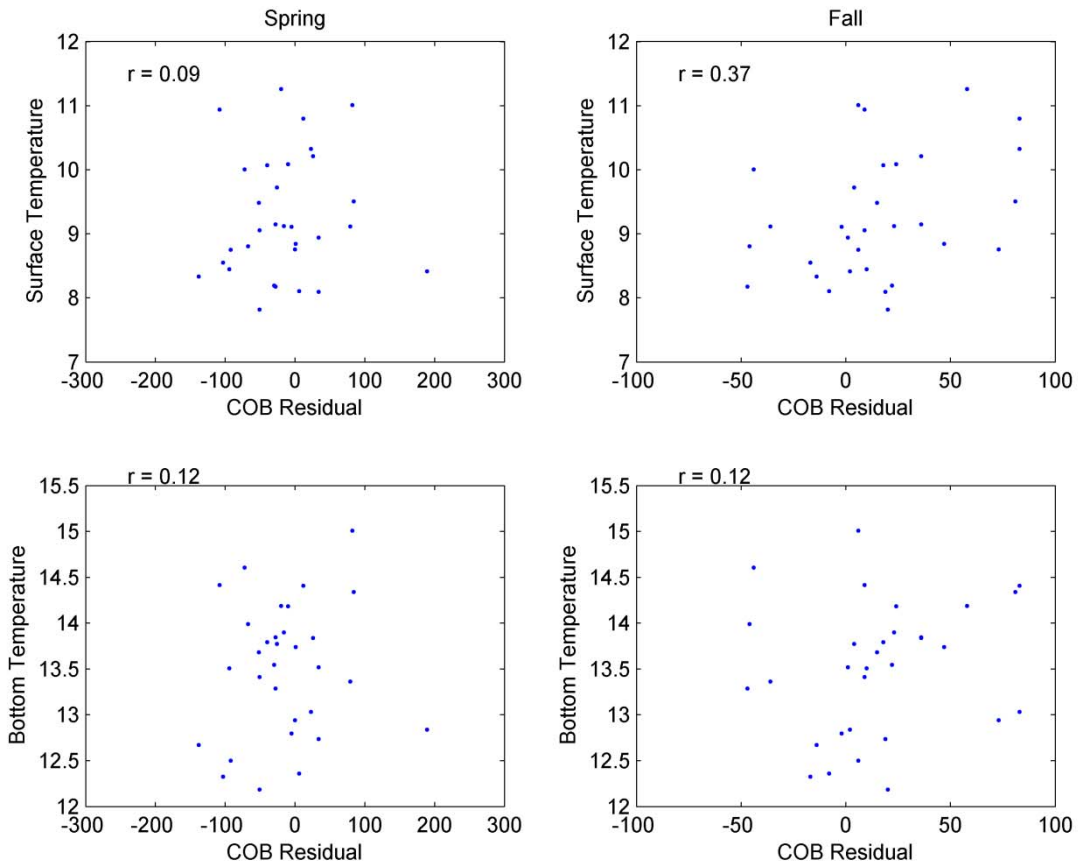 Spring
12
11
10
9
8
7
r = 0.09
Surface Temperature
-300 -200 -100 0 100 200 300
COB Residual
Fall
12
11
10
9
8
7
r = 0.37
Surface Temperature
-100 -50 0 50 100
COB Residual
r = 0.12
15.5
15
14.5
14
13.5
13
12.5
12
Bottom Temperature
-300 -200 -100 0 100 200 300
COB Residual
r = 0.12
15.5
15
14.5
14
13.5
13
12.5
12
Bottom Temperature
-100 -50 0 50 100
COB Residual